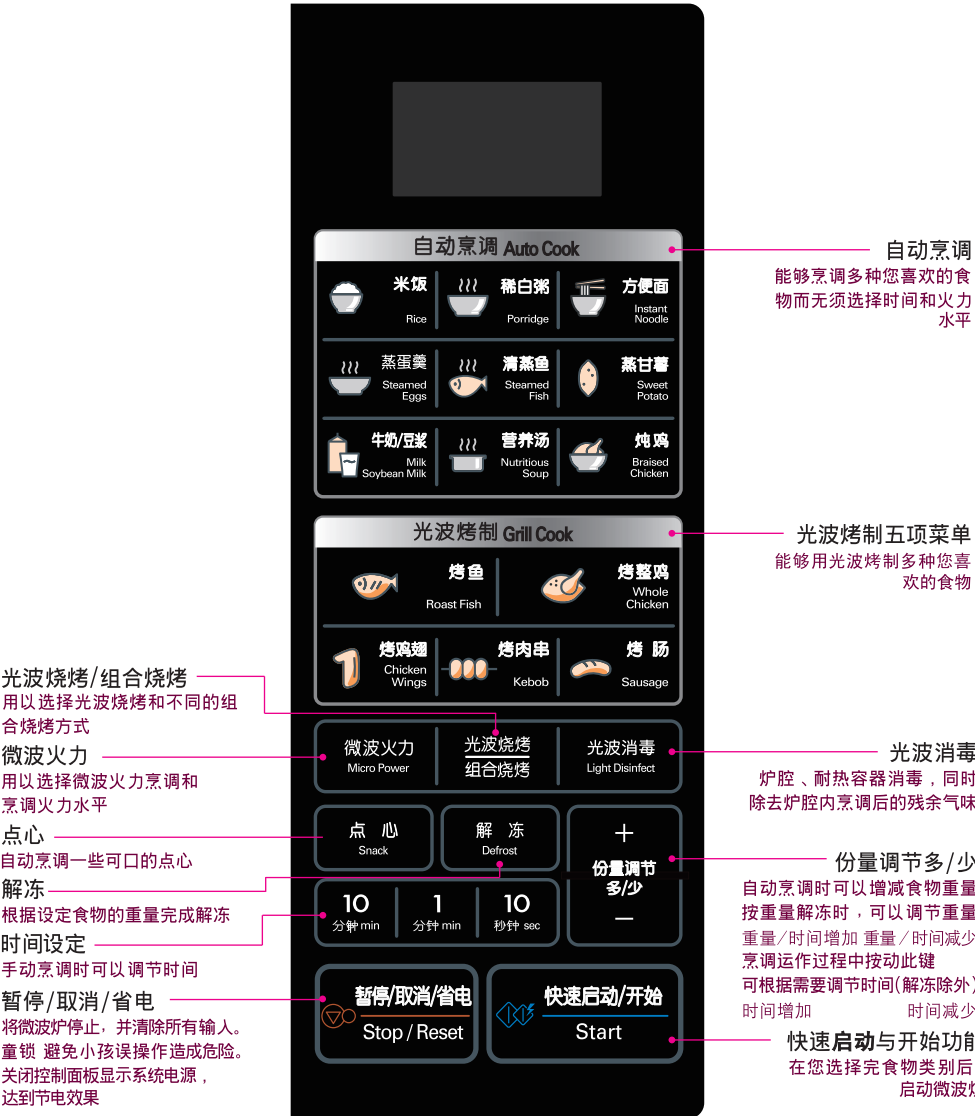 自动烹调 Auto Cook
米饭
Rice
稀白粥
Porridge
方便面
Instant
Noodle
蒸蛋羹
Steamed
Eggs
清蒸鱼
Steamed
Fish
蒸甘薯
Sweet
Potato
牛奶/豆浆
Milk
Soybean Milk
营养汤
Nutritious
Soup
炖鸡
Braised
Chicken
光波烤制 Grill Cook
烤鱼
Roast Fish
烤整鸡
Whole
Chicken
烤鸡翅
Chicken
Wings
烤肉串
Kebob
烤 肠
Sausage
微波火力
Micro Power
光波烧烤
组合烧烤
光波消毒
Light Disinfect
点 心
Snack
解 冻
Defrost
+
份量调节
多/少
−
10
分钟 min
1
分钟 min
10
秒钟 sec
暂停/取消/省电
Stop / Reset
快速启动/开始
Start
光波烧烤/组合烧烤
用以选择光波烧烤和不同的组
合烧烤方式
微波火力
用以选择微波火力烹调和
烹调火力水平
点心
自动烹调一些可口的点心
解冻
根据设定食物的重量完成解冻
时间设定
手动烹调时可以调节时间
暂停/取消/省电
将微波炉停止，并清除所有输人。
童锁 避免小孩误操作造成危险。
关闭控制面板显示系统电源，
达到节电效果
自动烹调
能够烹调多种您喜欢的食
物而无须选择时间和火力
水平
光波烤制五项菜单
能够用光波烤制多种您喜
欢的食物
光波消毒
炉腔、耐热容器消毒，同时
除去炉腔内烹调后的残余气味
份量调节多/少
自动烹调时可以增减食物重量
按重量解冻时，可以调节重量
重量/时间增加 重量/时间减少
烹调运作过程中按动此键
可根据需要调节时间(解冻除外)
时间增加 时间减少
快速启动与开始功能
在您选择完食物类别后
启动微波炉